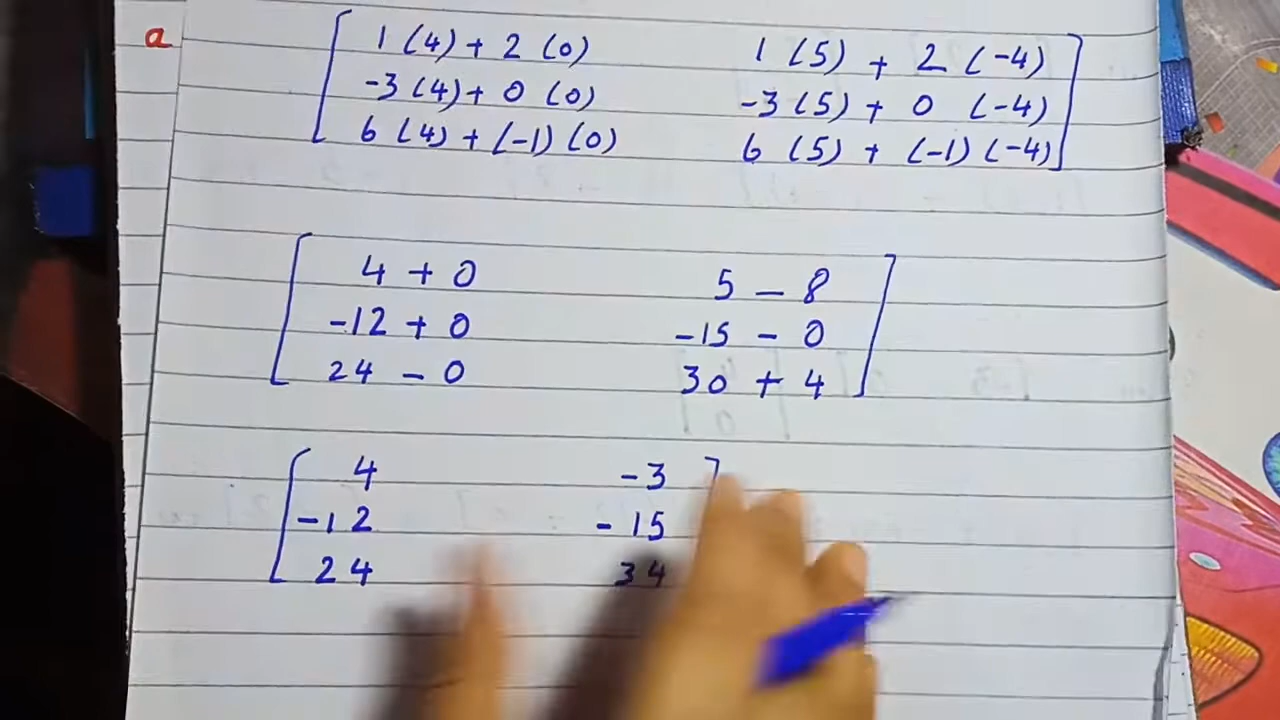 a
1 (4) + 2 (0) 1 (5) + 2 (-4)
-3 (4) + 0 (0) -3 (5) + 0 (-4)
6 (4) + (-1) (0) 6 (5) + (-1) (-4)
4 + 0 5 - 8
-12 + 0 -15 - 0
24 - 0 30 + 4
4 -3
-12 -15
24 34